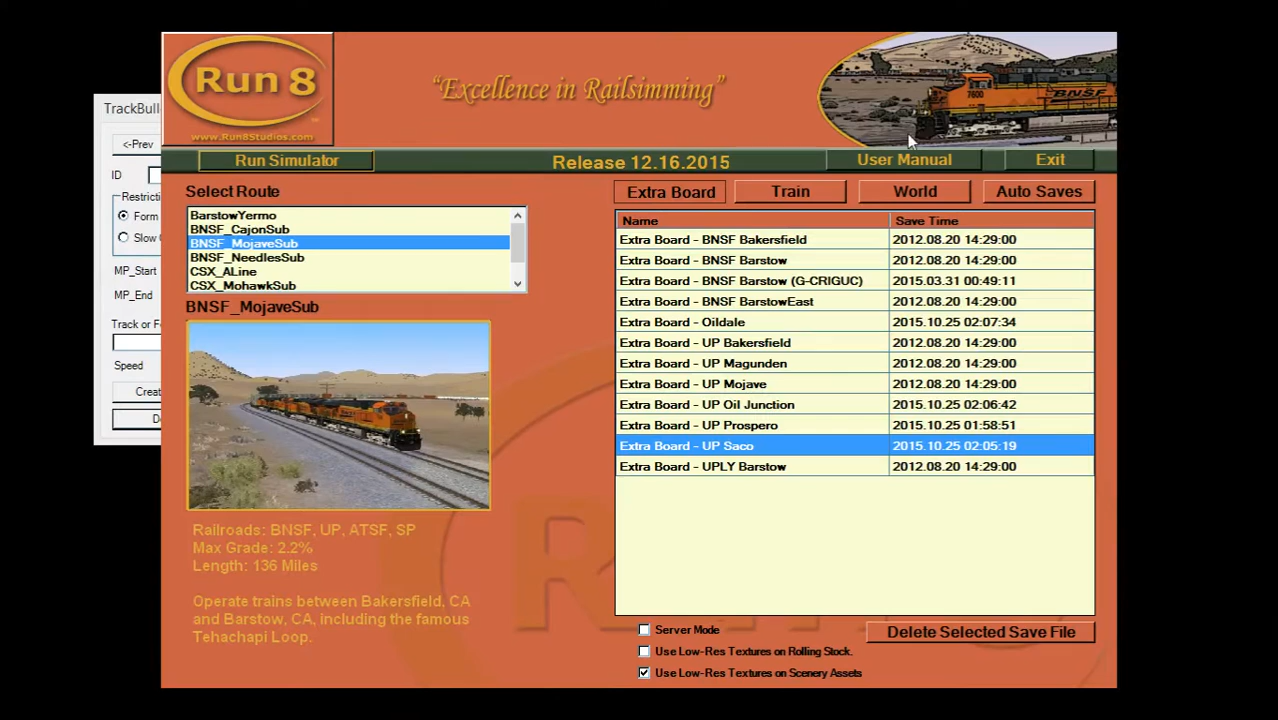 TrackBuil
<-Prev
ID
Restricti
Form
Slow
MP_Start
MP_End
Track or F
Speed
Creat
D
Run 8
www.Run8Studios.com
"Excellence in Railsimming"
7600
BNSF
Run Simulator
Release 12.16.2015
User Manual
Exit
Select Route
BarstowYermo
BNSF_CajonSub
BNSF_MojaveSub
BNSF_NeedlesSub
CSX_ALine
CSX_MohawkSub
BNSF_MojaveSub
Railroads: BNSF, UP, ATSF, SP
Max Grade: 2.2%
Length: 136 Miles
Operate trains between Bakersfield, CA
and Barstow, CA, including the famous
Tehachapi Loop.
Extra Board
Train
World
Auto Saves
Name Save Time
Extra Board - BNSF Bakersfield 2012.08.20 14:29:00
Extra Board - BNSF Barstow 2012.08.20 14:29:00
Extra Board - BNSF Barstow (G-CRIGUC) 2015.03.31 00:49:11
Extra Board - BNSF BarstowEast 2012.08.20 14:29:00
Extra Board - Oildale 2015.10.25 02:07:34
Extra Board - UP Bakersfield 2012.08.20 14:29:00
Extra Board - UP Magunden 2012.08.20 14:29:00
Extra Board - UP Mojave 2012.08.20 14:29:00
Extra Board - UP Oil Junction 2015.10.25 02:06:42
Extra Board - UP Prospero 2015.10.25 01:58:51
Extra Board - UP Saco 2015.10.25 02:05:19
Extra Board - UPLY Barstow 2012.08.20 14:29:00
Server Mode
Use Low-Res Textures on Rolling Stock.
Use Low-Res Textures on Scenery Assets
Delete Selected Save File